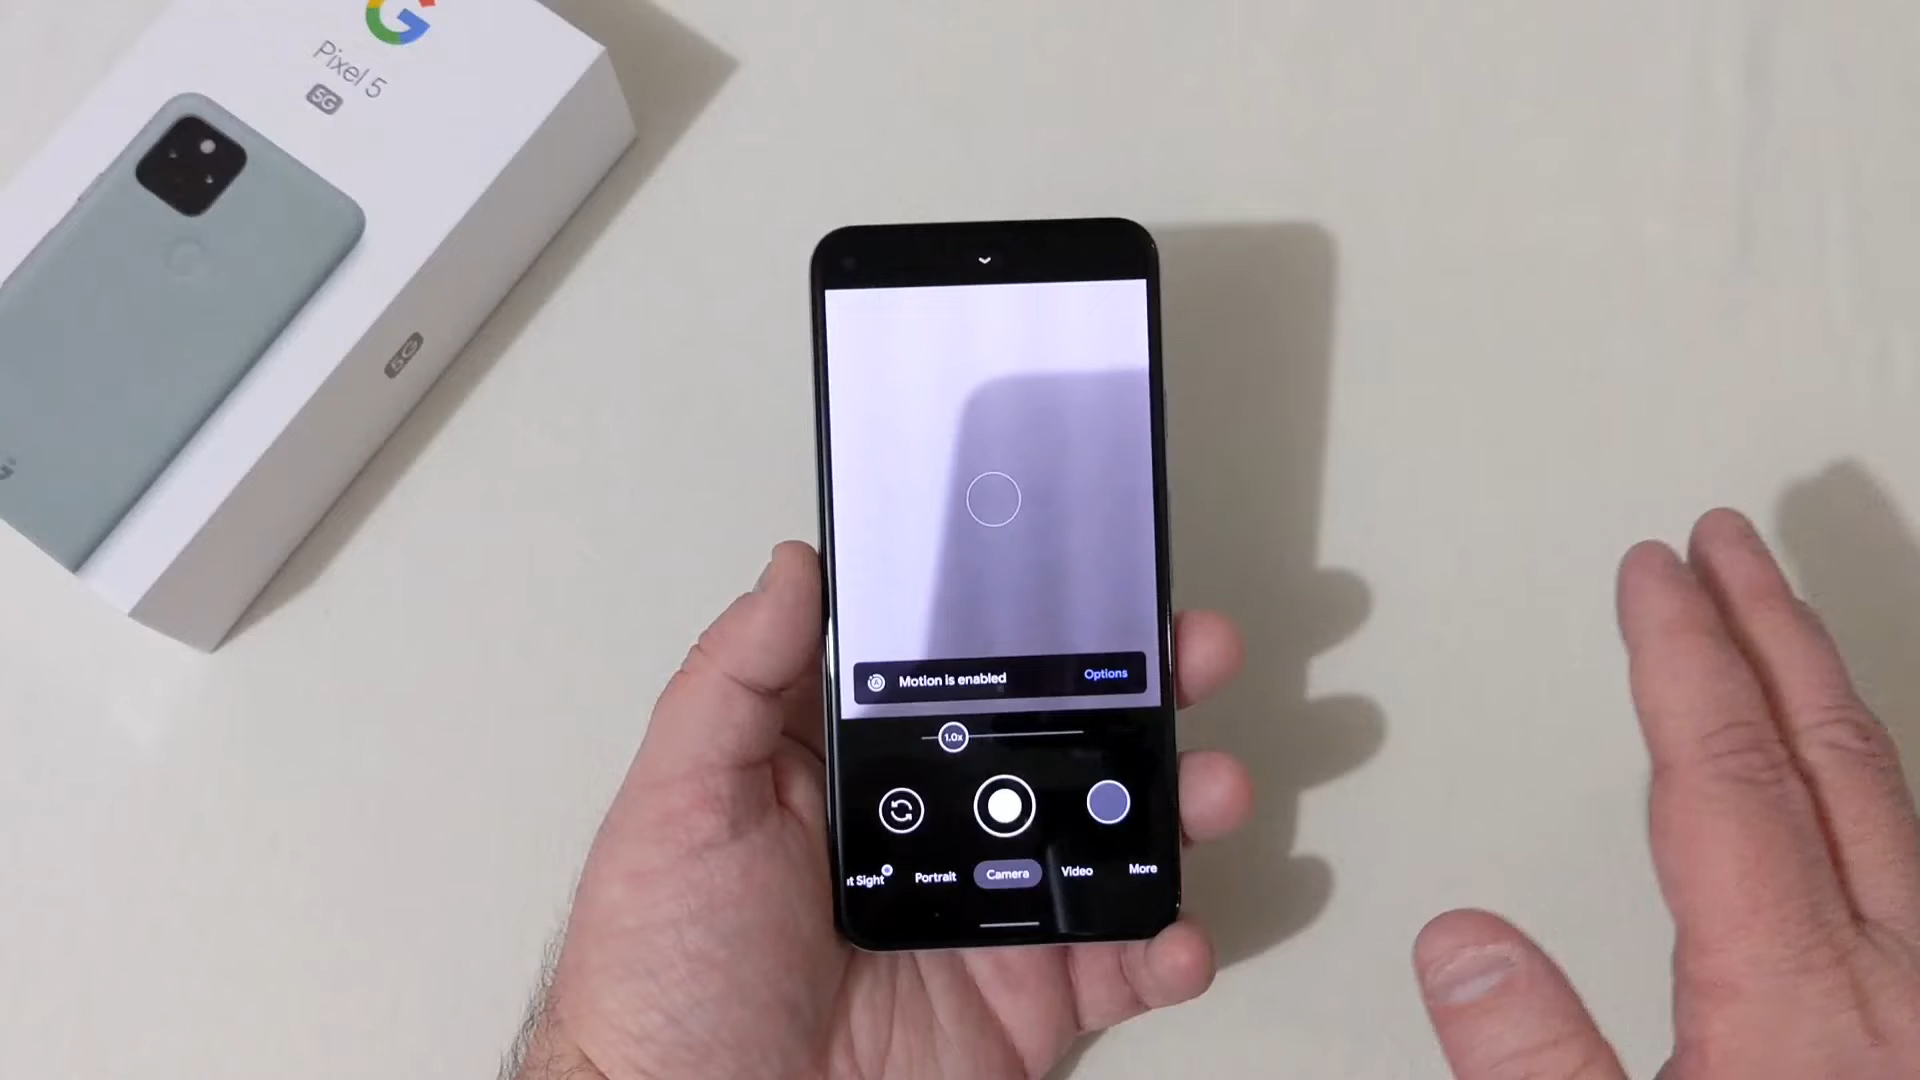 Pixel 5
5G
5G
Motion is enabled
Options
1.0x
t Sight
Portrait
Camera
Video
More